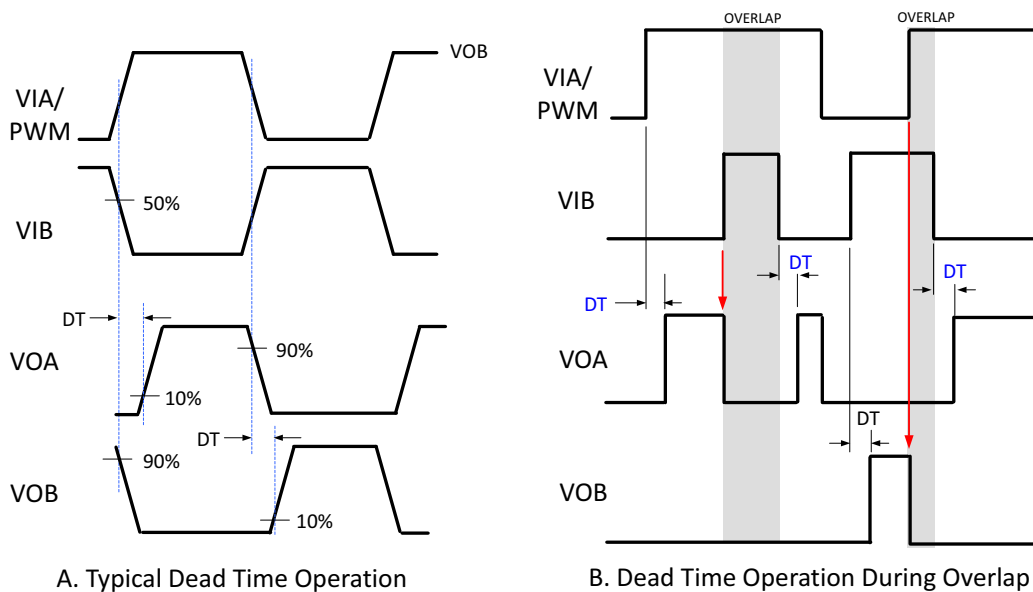 VOB
VIA/
PWM
50%
VIB
DT
90%
VOA
10%
DT
90%
VOB
10%
A. Typical Dead Time Operation
OVERLAP
OVERLAP
VIA/
PWM
VIB
DT
DT
DT
VOA
DT
VOB
B. Dead Time Operation During Overlap